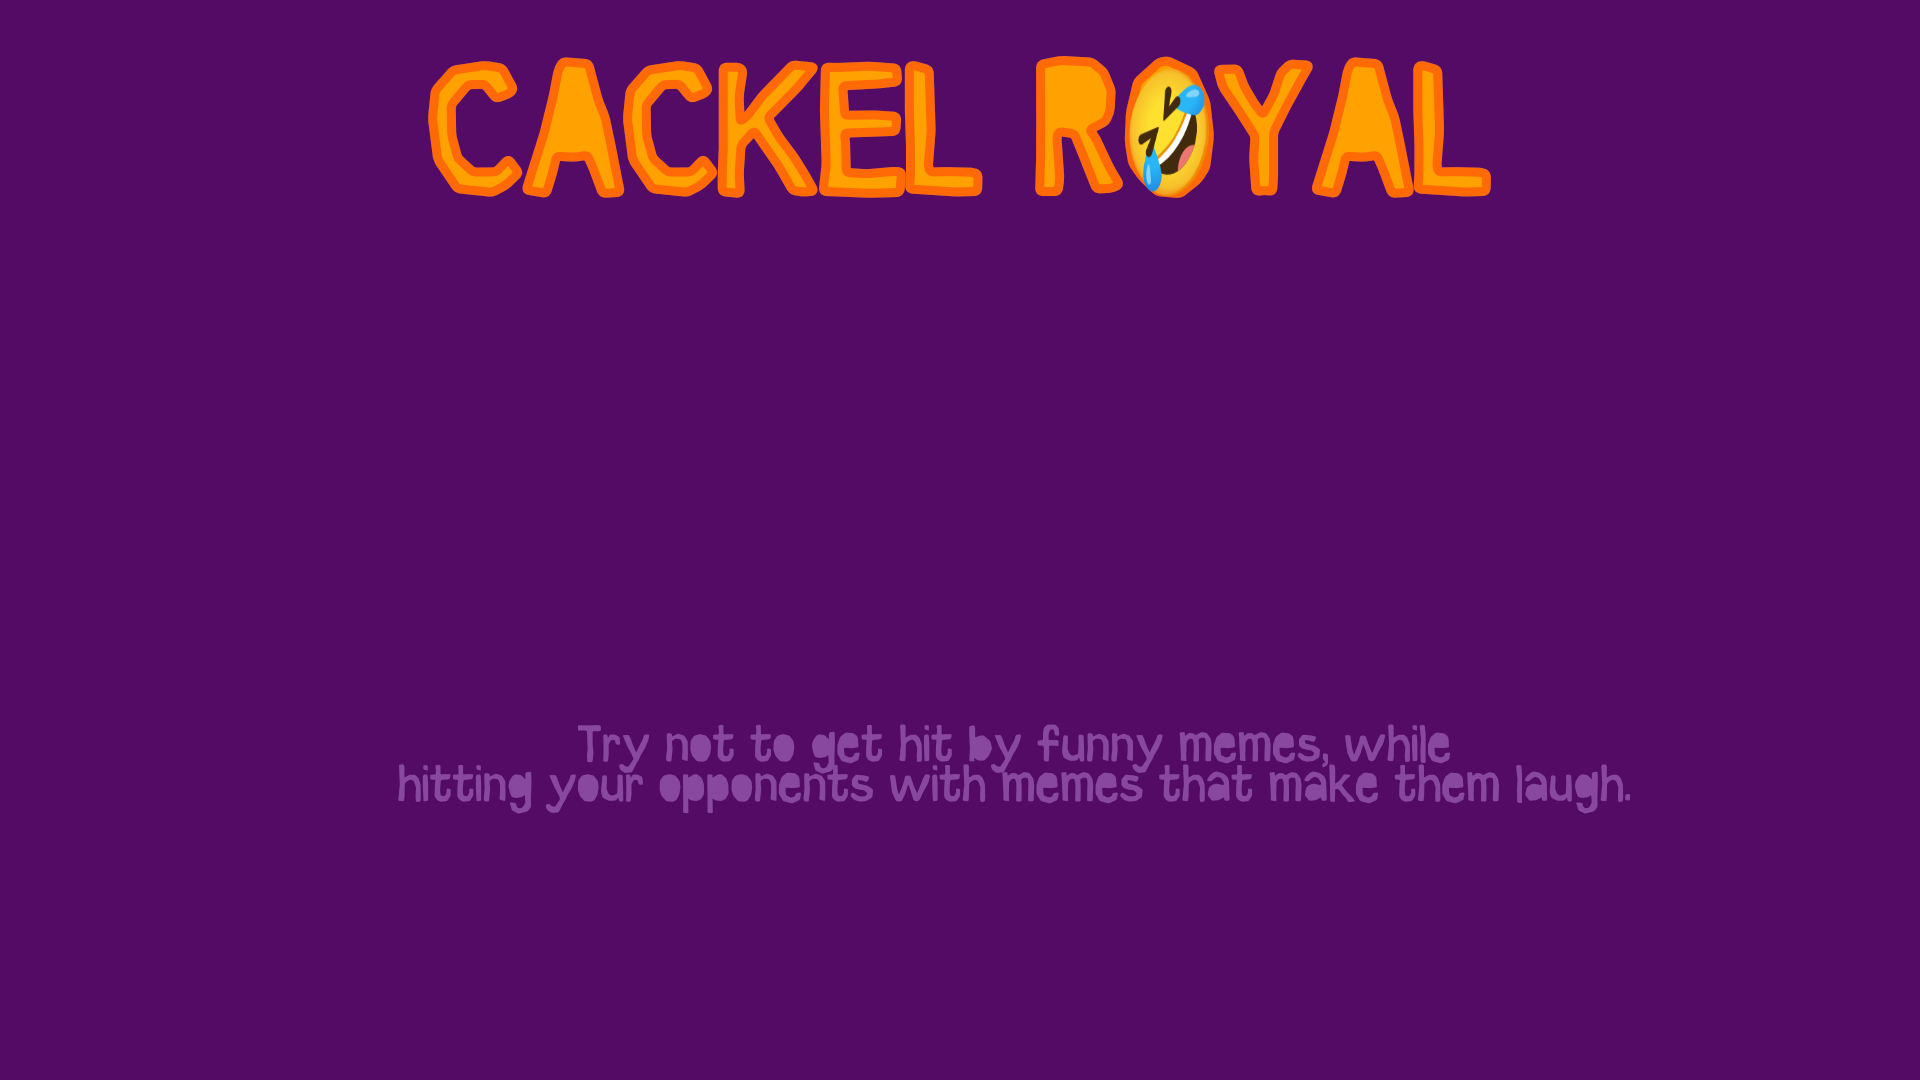 CACKEL R🤣YAL
Try not to get hit by funny memes, while
hitting your opponents with memes that make them laugh.